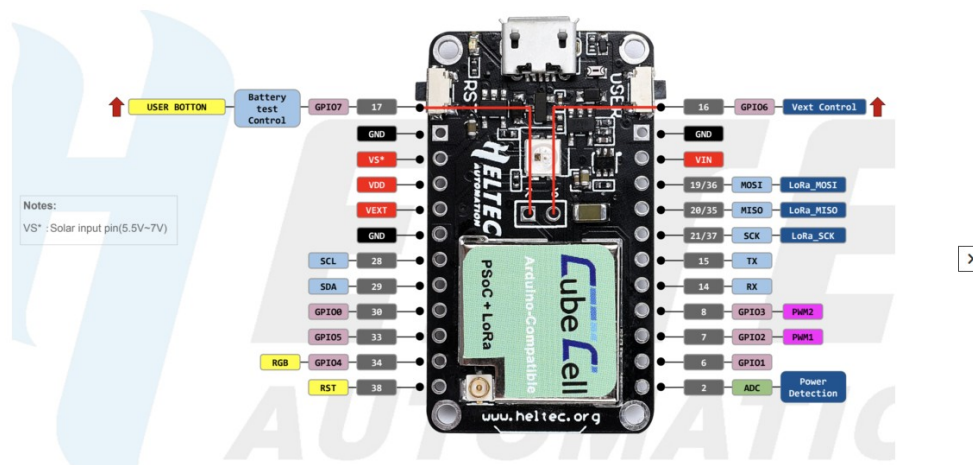 USER BOTTON
Battery test Control
GPIO7
17
16
GPIO6
Vext Control
GND
GND
VS*
VIN
VDD
19/36
MOSI
LoRa_MOSI
VEXT
20/35
MISO
LoRa_MISO
GND
21/37
SCK
LoRa_SCK
SCL
28
15
TX
SDA
29
14
RX
GPIO0
30
8
GPIO3
PWM2
GPIO5
33
7
GPIO2
PWM1
RGB
GPIO4
34
6
GPIO1
RST
38
2
ADC
Power Detection
Notes:
VS* :Solar input pin(5.5V~7V)
RS
USER
HELTEC
AUTOMATION
Cube Cell
Arduino-Compatible
PSoC + LoRa
www.heltec.org
AUTOMATIC